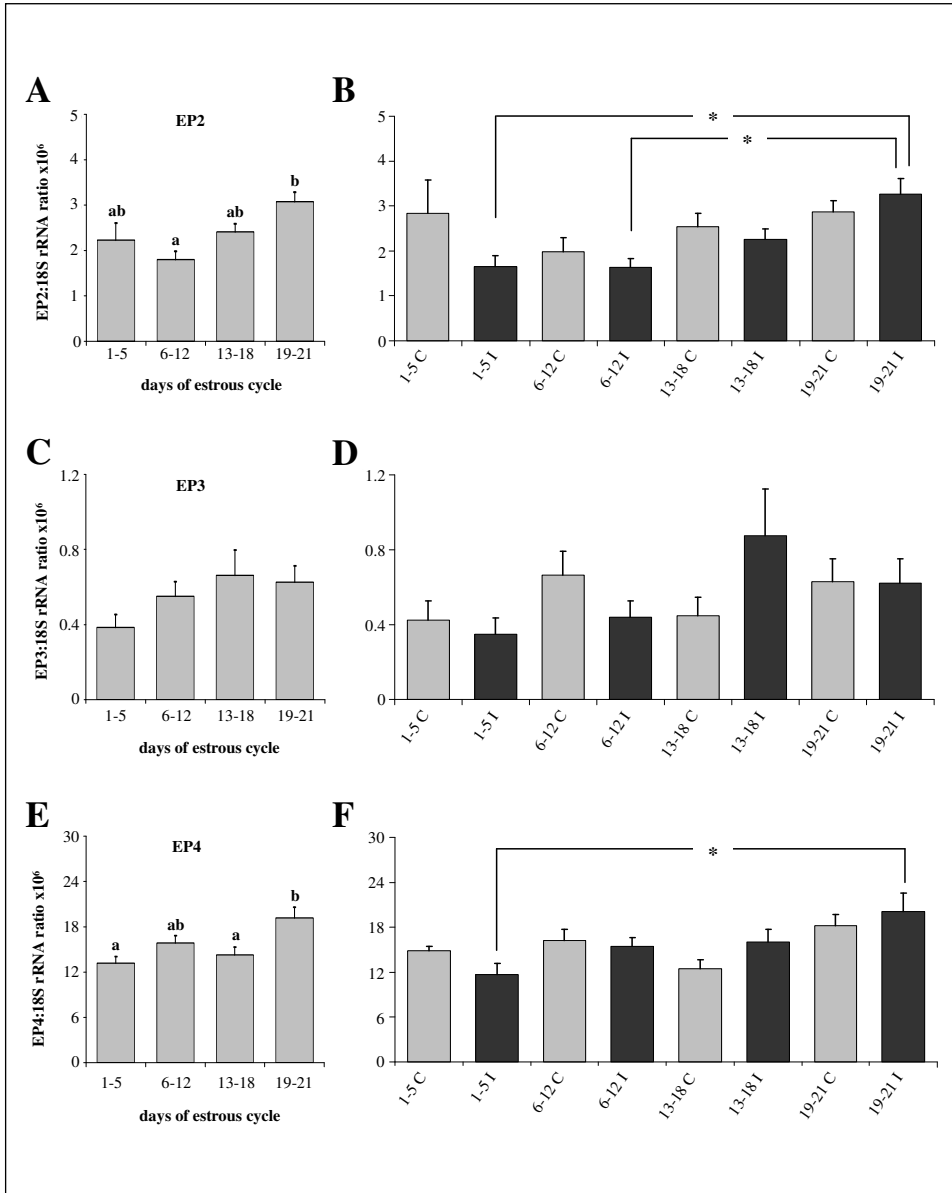 A
EP2
EP2:18S rRNA ratio x10⁶
5
4
3
2
1
0
ab
a
ab
b
1-5 6-12 13-18 19-21
days of estrous cycle
B
5
4
3
2
1
0
*
*
1-5 C 1-5 I 6-12 C 6-12 I 13-18 C 13-18 I 19-21 C 19-21 I
C
EP3
EP3:18S rRNA ratio x10⁶
1.2
0.8
0.4
0
1-5 6-12 13-18 19-21
days of estrous cycle
D
1.2
0.8
0.4
0
1-5 C 1-5 I 6-12 C 6-12 I 13-18 C 13-18 I 19-21 C 19-21 I
E
EP4
EP4:18S rRNA ratio x10⁶
30
24
18
12
6
0
a
ab
a
b
1-5 6-12 13-18 19-21
days of estrous cycle
F
30
24
18
12
6
0
*
1-5 C 1-5 I 6-12 C 6-12 I 13-18 C 13-18 I 19-21 C 19-21 I